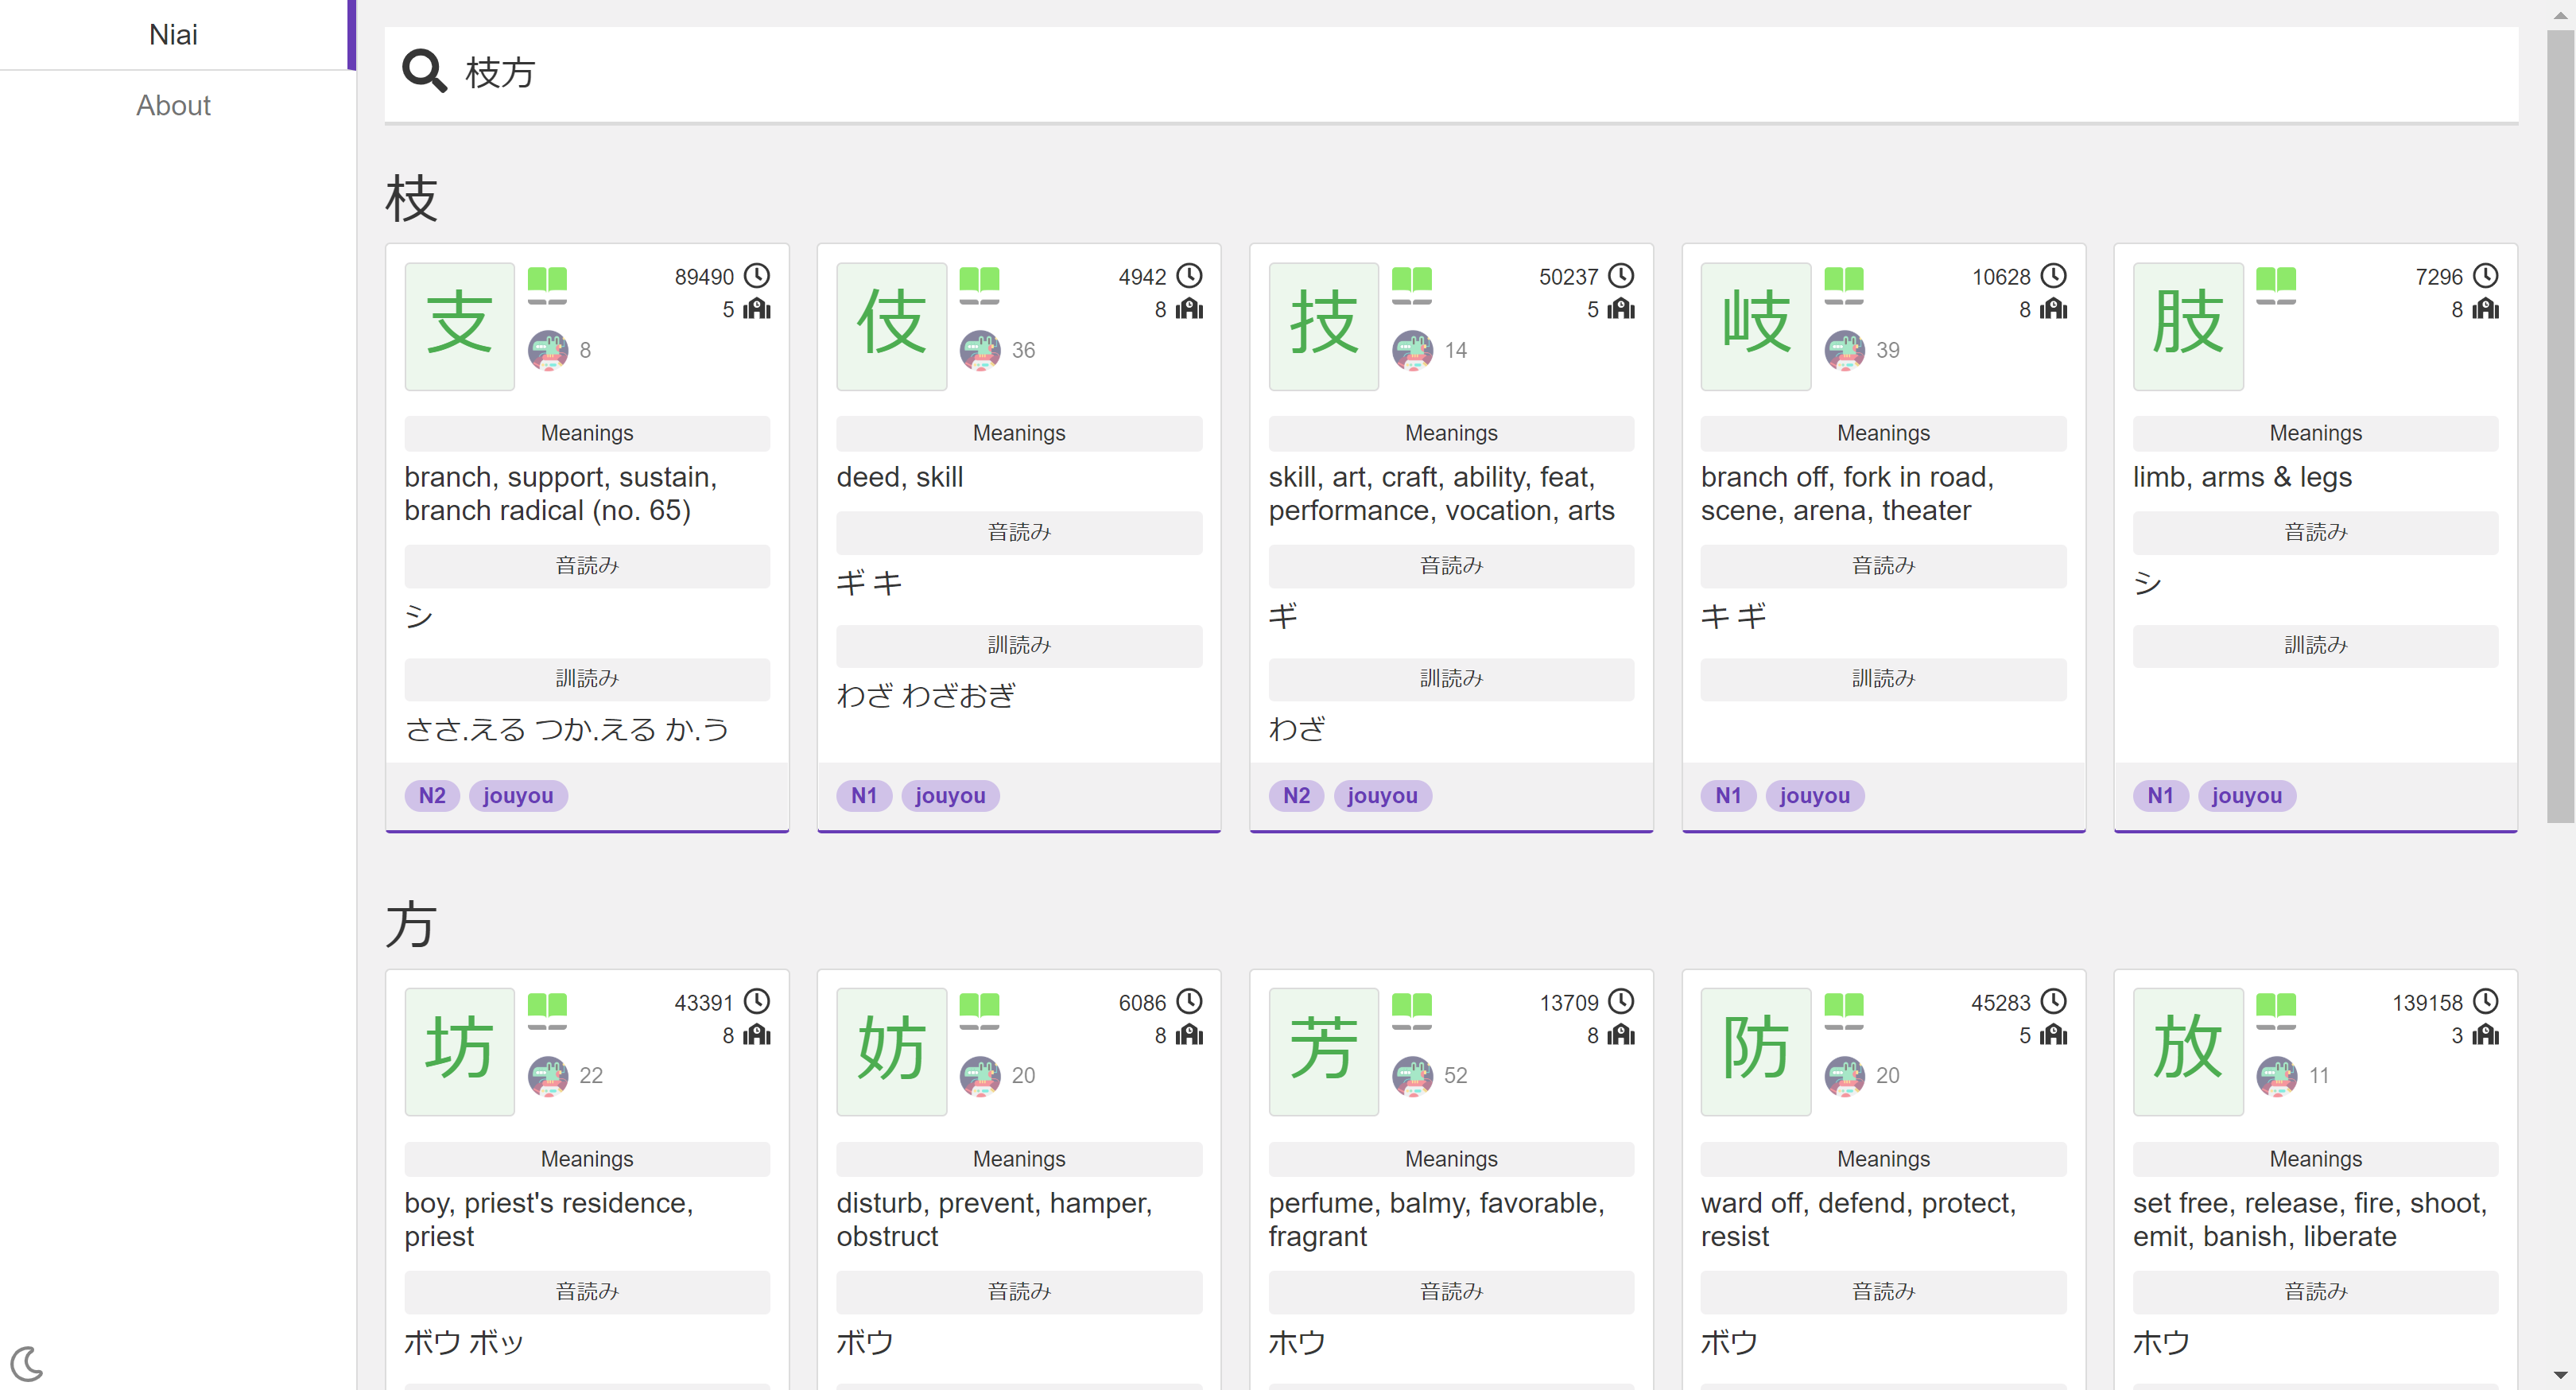 Niai
About
枝方
枝
支
89490
5
8
Meanings
branch, support, sustain,
branch radical (no. 65)
音読み
シ
訓読み
ささ.える つか.える か.う
N2 jouyou
伎
4942
8
36
Meanings
deed, skill
音読み
ギ キ
訓読み
わざ わざおぎ
N1 jouyou
技
50237
5
14
Meanings
skill, art, craft, ability, feat,
performance, vocation, arts
音読み
ギ
訓読み
わざ
N2 jouyou
岐
10628
8
39
Meanings
branch off, fork in road,
scene, arena, theater
音読み
キ ギ
訓読み
N1 jouyou
肢
7296
8
Meanings
limb, arms & legs
音読み
シ
訓読み
N1 jouyou
方
坊
43391
8
22
Meanings
boy, priest's residence,
priest
音読み
ボウ ボッ
妨
6086
8
20
Meanings
disturb, prevent, hamper,
obstruct
音読み
ボウ
芳
13709
8
52
Meanings
perfume, balmy, favorable,
fragrant
音読み
ホウ
防
45283
5
20
Meanings
ward off, defend, protect,
resist
音読み
ボウ
放
139158
3
11
Meanings
set free, release, fire, shoot,
emit, banish, liberate
音読み
ホウ